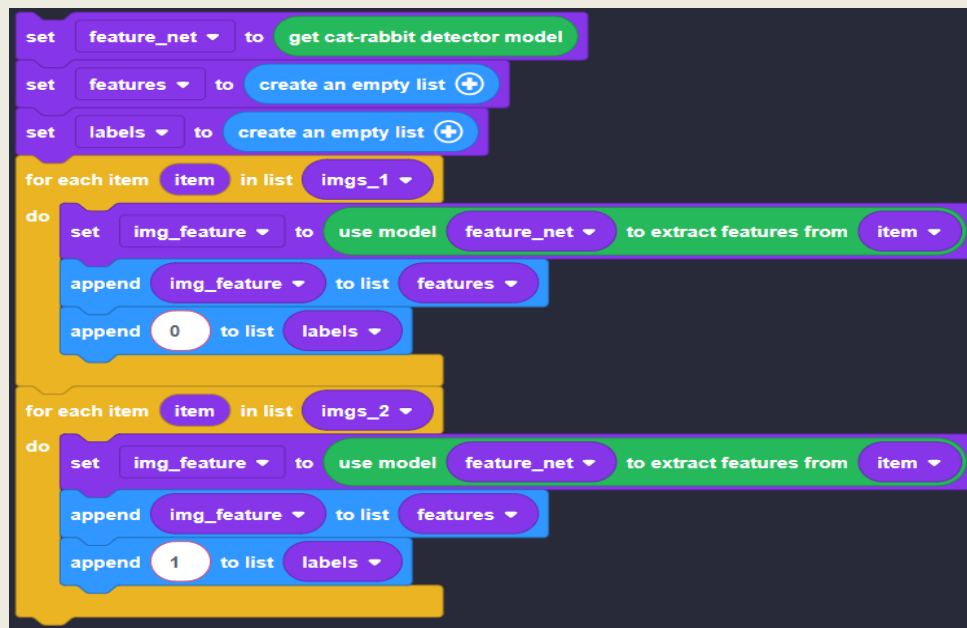 set feature_net to get cat-rabbit detector model
set features to create an empty list
set labels to create an empty list
for each item item in list imgs_1
do
set img_feature to use model feature_net to extract features from item
append img_feature to list features
append 0 to list labels
for each item item in list imgs_2
do
set img_feature to use model feature_net to extract features from item
append img_feature to list features
append 1 to list labels